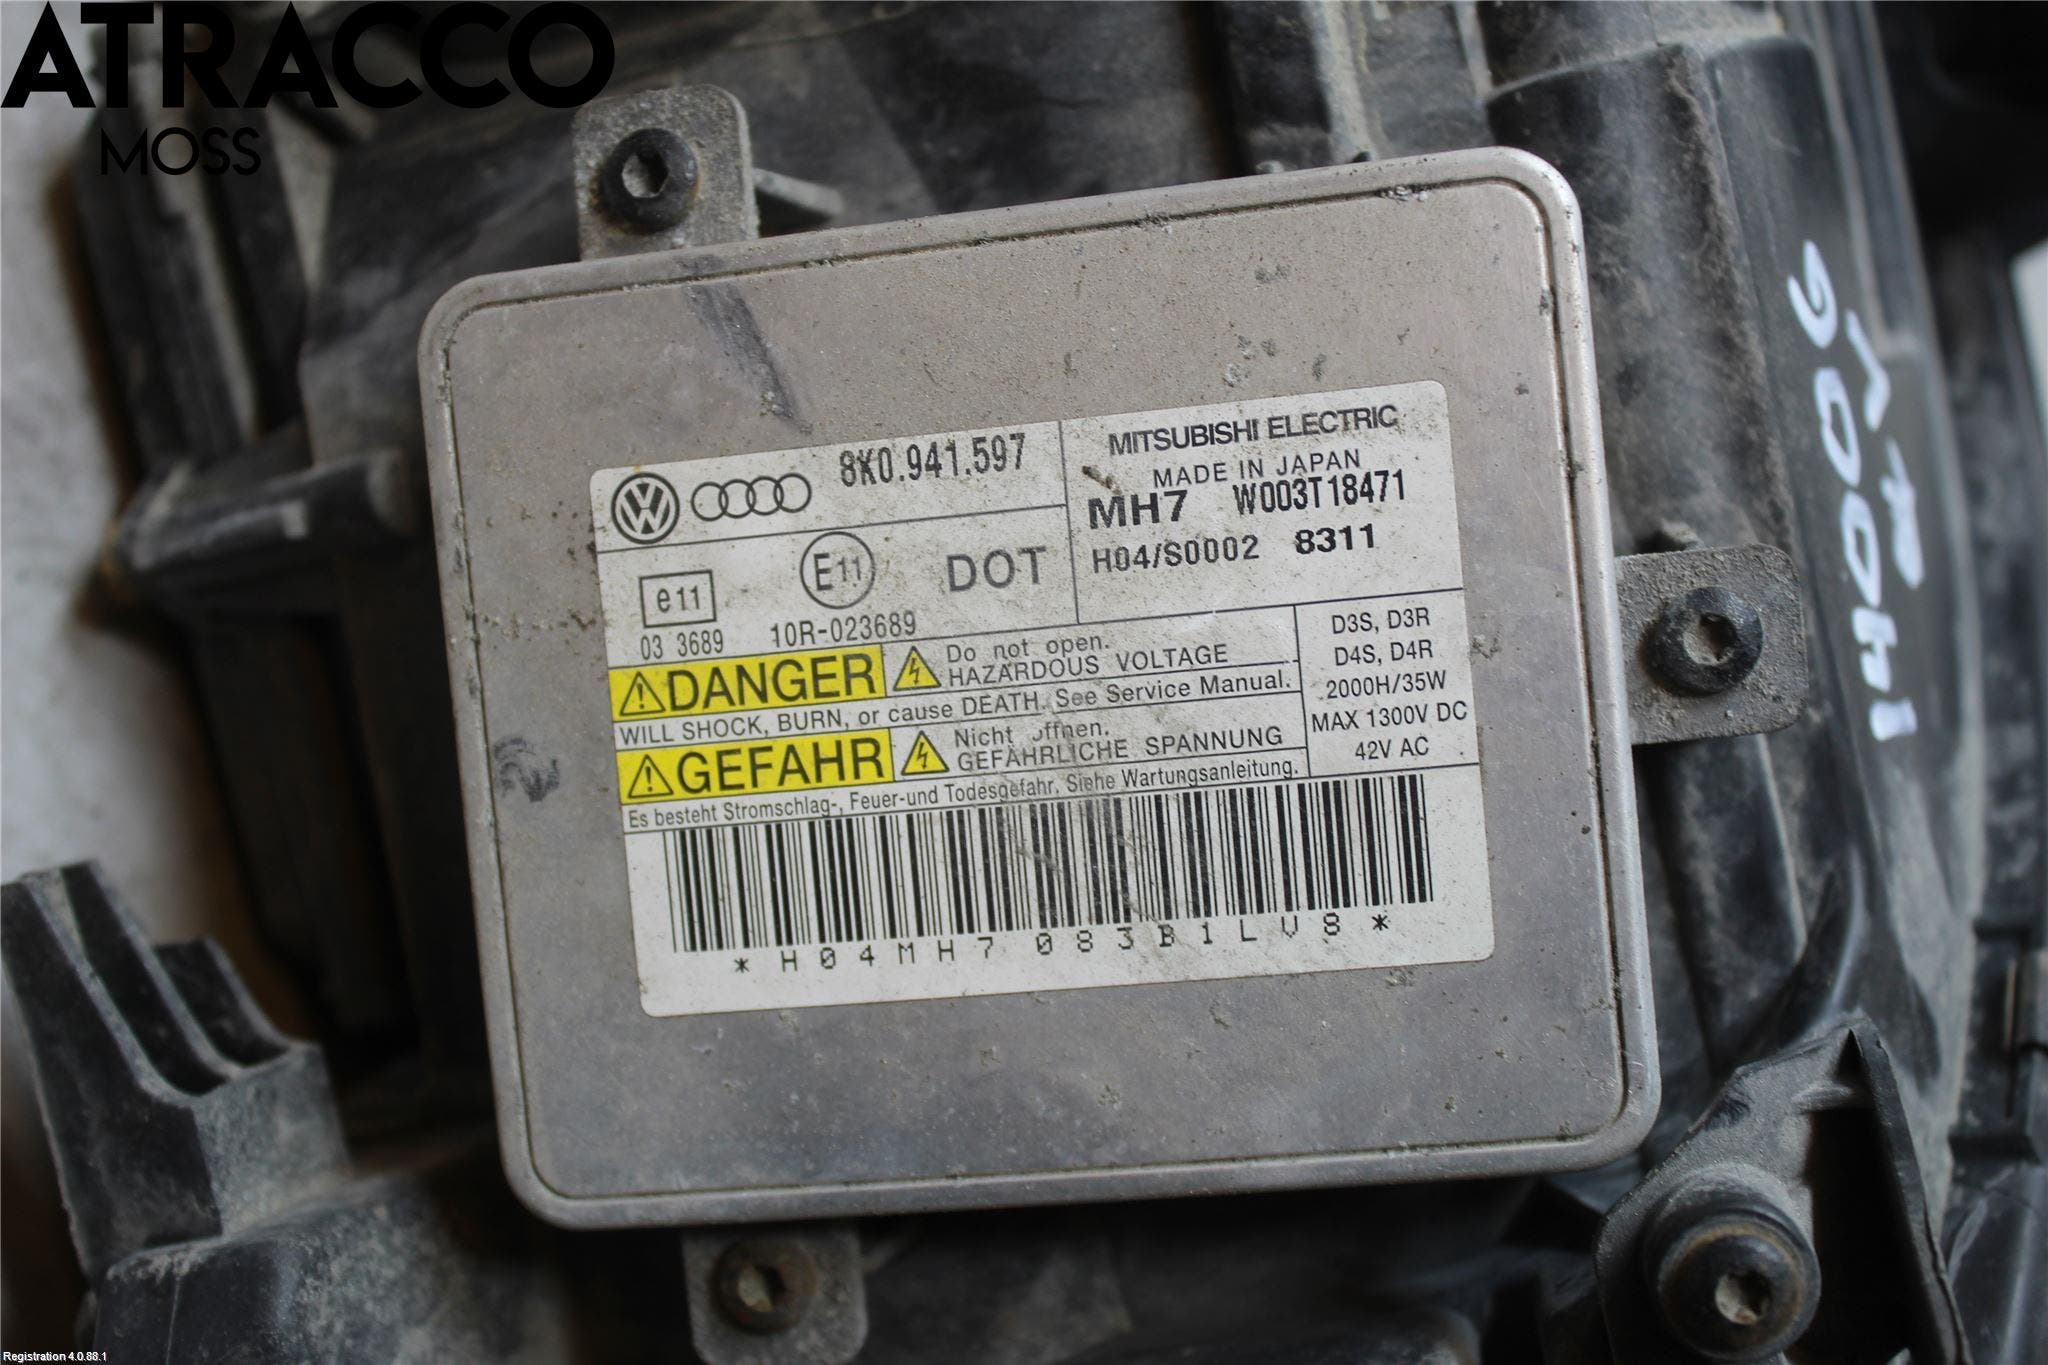 ATRACCO
MOSS
8K0.941.597
MITSUBISHI ELECTRIC
MADE IN JAPAN
MH7 W003T18471
H04/S0002 8311
e11
E11
DOT
03 3689
10R-023689
DANGER
Do not open.
HAZARDOUS VOLTAGE
WILL SHOCK, BURN, or cause DEATH. See Service Manual.
GEFAHR
Nicht öffnen.
GEFÄHRLICHE SPANNUNG
Es besteht Stromschlag-, Feuer-und Todesgefahr. Siehe Wartungsanleitung.
D3S, D3R
D4S, D4R
2000H/35W
MAX 1300V DC
42V AC
*H04MH7083B1LV8*
Registration 4.0.88.1